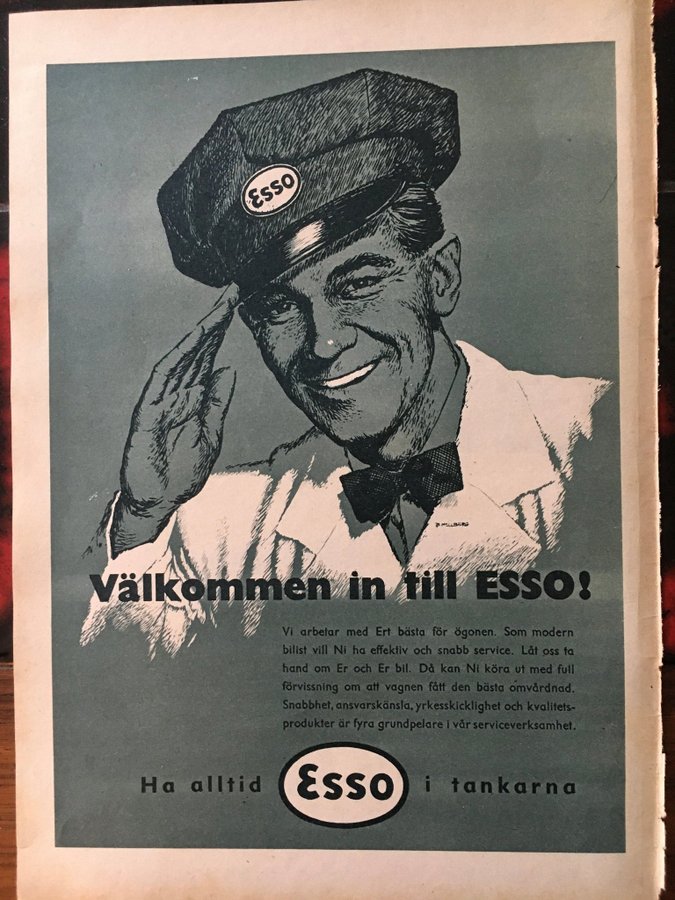 Esso
P. MILLBERG
Välkommen in till ESSO!
Vi arbetar med Ert bästa för ögonen. Som modern
bilist vill Ni ha effektiv och snabb service. Låt oss ta
hand om Er och Er bil. Då kan Ni köra ut med full
förvissning om att vagnen fått den bästa omvårdnad.
Snabbhet, ansvarskänsla, yrkesskicklighet och kvalitets-
produkter är fyra grundpelare i vår serviceverksamhet.
Ha alltid Esso i tankarna